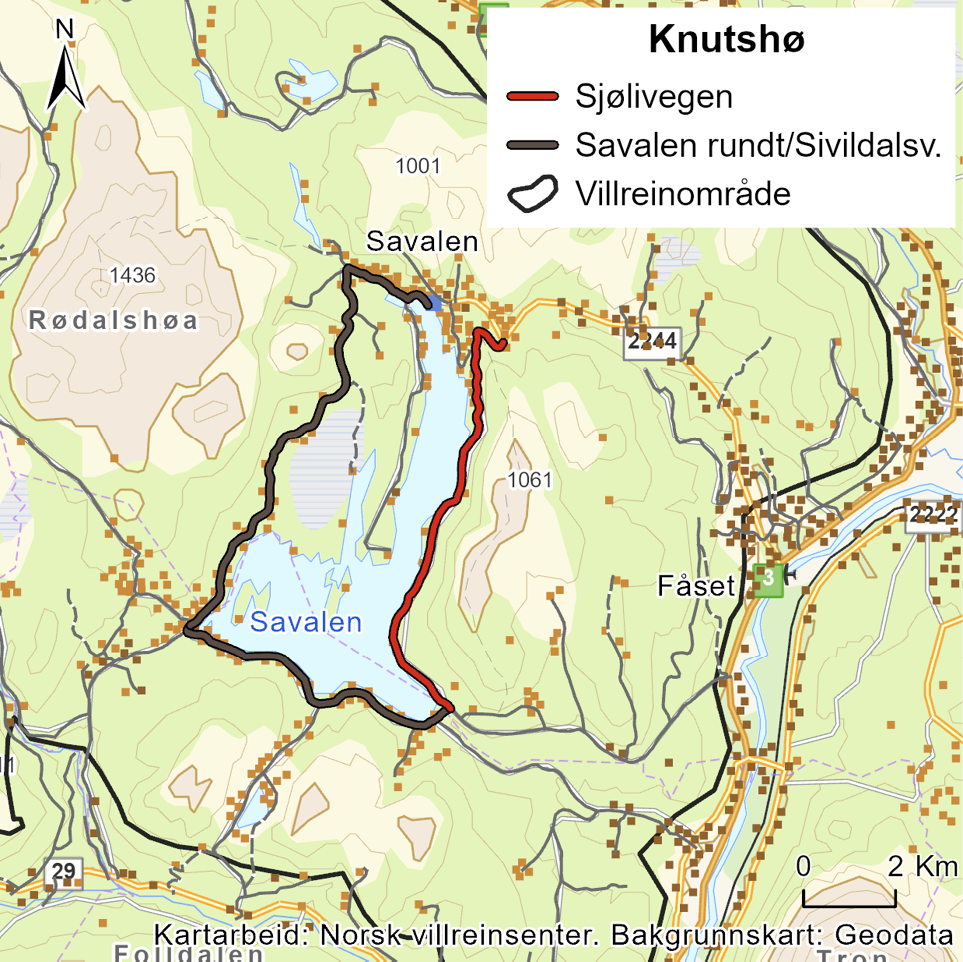 N
Knutshø
Sjølivegen
Savalen rundt/Sivildalsv.
Villreinområde
1001
Savalen
1436
Rødalshøa
2244
1061
2222
3
Fåset
Savalen
29
0 2 Km
Kartarbeid: Norsk villreinsenter. Bakgrunnskart: Geodata
Folldalen
Tron